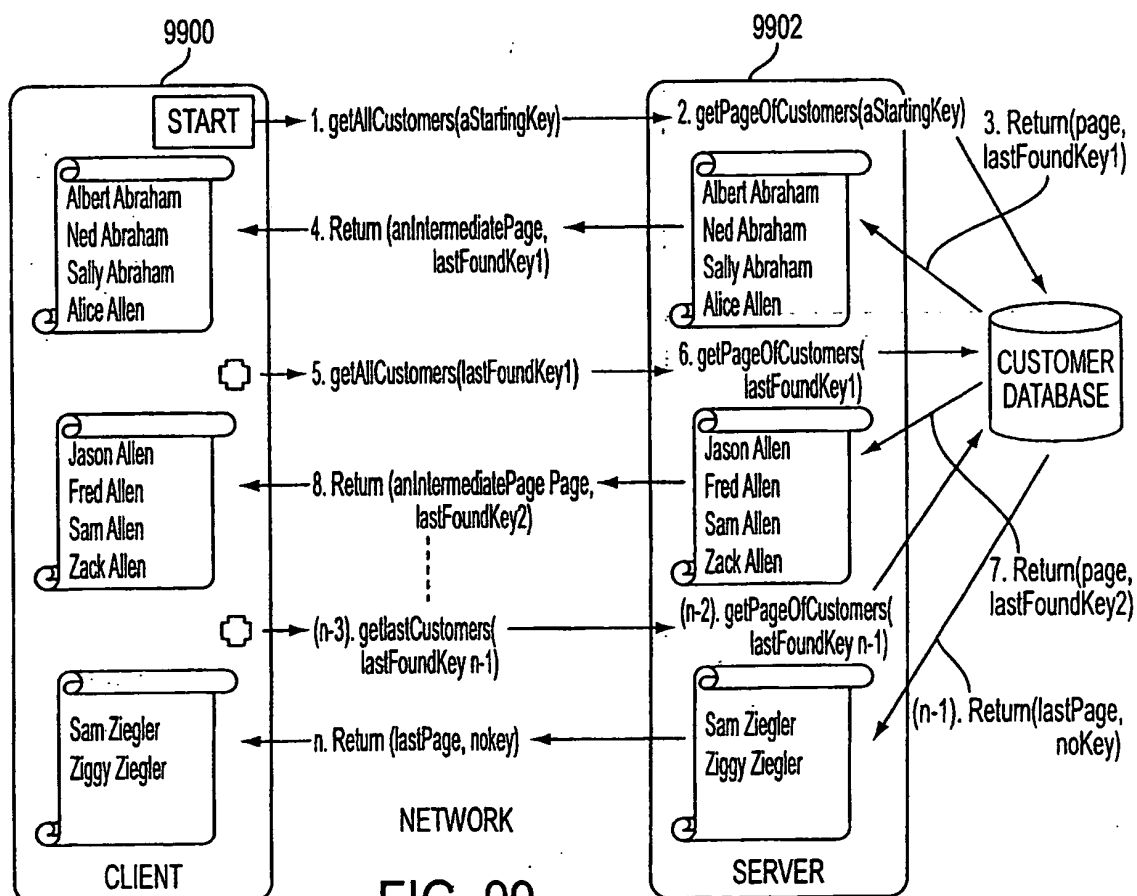 9900
9902
START
1. getAllCustomers(aStartingKey)
2. getPageOfCustomers(aStartingKey)
3. Return(page,
lastFoundKey1)
Albert Abraham
Ned Abraham
Sally Abraham
Alice Allen
4. Return (anIntermediatePage,
lastFoundKey1)
Albert Abraham
Ned Abraham
Sally Abraham
Alice Allen
5. getAllCustomers(lastFoundKey1)
6. getPageOfCustomers(
lastFoundKey1)
CUSTOMER
DATABASE
Jason Allen
Fred Allen
Sam Allen
Zack Allen
8. Return (anIntermediatePage Page,
lastFoundKey2)
Jason Allen
Fred Allen
Sam Allen
Zack Allen
7. Return(page,
lastFoundKey2)
(n-3). getlastCustomers(
lastFoundKey n-1)
(n-2). getPageOfCustomers(
lastFoundKey n-1)
(n-1). Return(lastPage,
noKey)
Sam Ziegler
Ziggy Ziegler
n. Return (lastPage, nokey)
Sam Ziegler
Ziggy Ziegler
NETWORK
CLIENT
SERVER